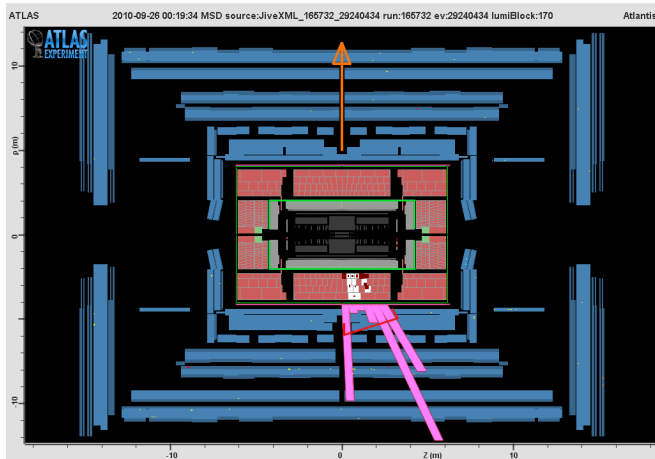 ATLAS 2010-09-26 00:19:34 MSD source:JiveXML_165732_29240434 run:165732 ev:29240434 lumiBlock:170 Atlantis
ATLAS
EXPERIMENT
10
ρ (m)
0
-10
-10 0 Z (m) 10